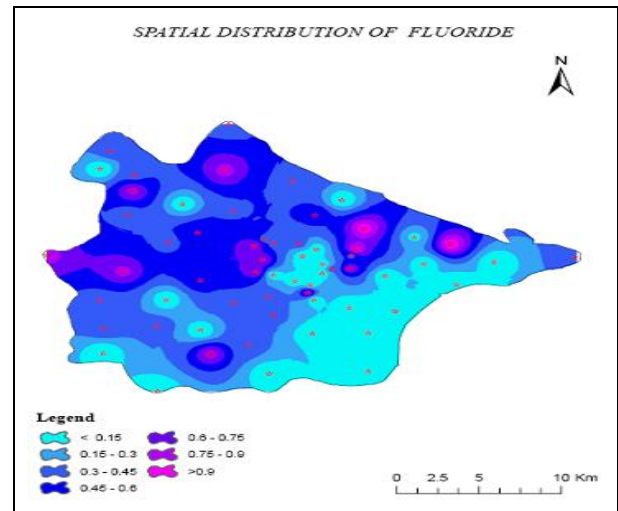 SPATIAL DISTRIBUTION OF FLUORIDE
N
Legend
< 0.15
0.15 - 0.3
0.3 - 0.45
0.45 - 0.6
0.6 - 0.75
0.75 - 0.9
>0.9
0 2.5 5 10 Km